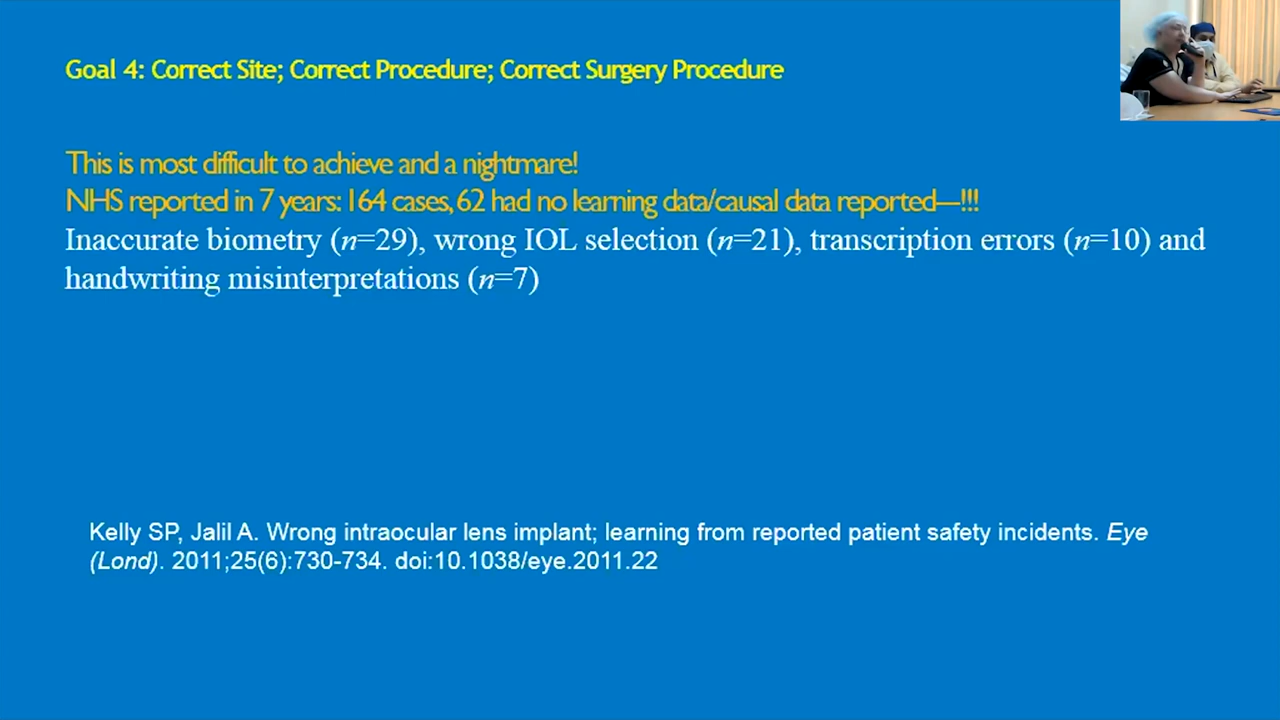 Goal 4: Correct Site; Correct Procedure; Correct Surgery Procedure
This is most difficult to achieve and a nightmare!
NHS reported in 7 years: 164 cases, 62 had no learning data/causal data reported—!!!
Inaccurate biometry (n=29), wrong IOL selection (n=21), transcription errors (n=10) and
handwriting misinterpretations (n=7)
Kelly SP, Jalil A. Wrong intraocular lens implant; learning from reported patient safety incidents. Eye
(Lond). 2011;25(6):730-734. doi:10.1038/eye.2011.22